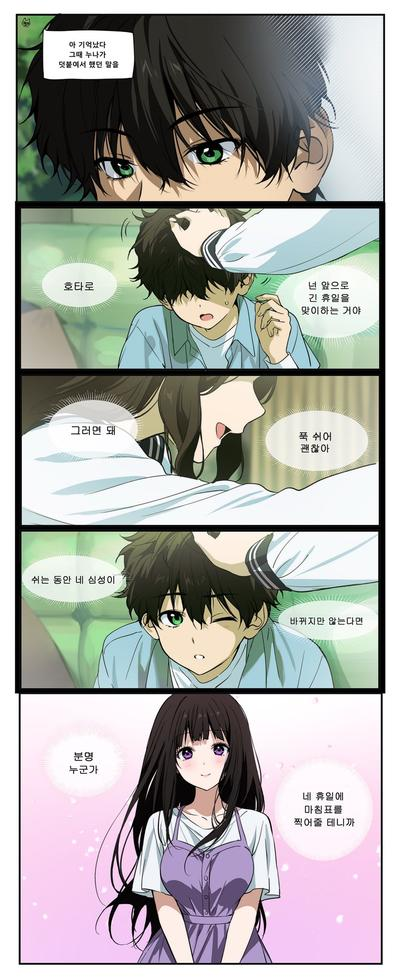 아 기억났다
그때 누나가
덧붙여서 했던 말을
호타로
넌 앞으로
긴 휴일을
맞이하는 거야
그러면 돼
푹 쉬어
괜찮아
쉬는 동안 네 심성이
바뀌지만 않는다면
분명
누군가
네 휴일에
마침표를
찍어줄 테니까